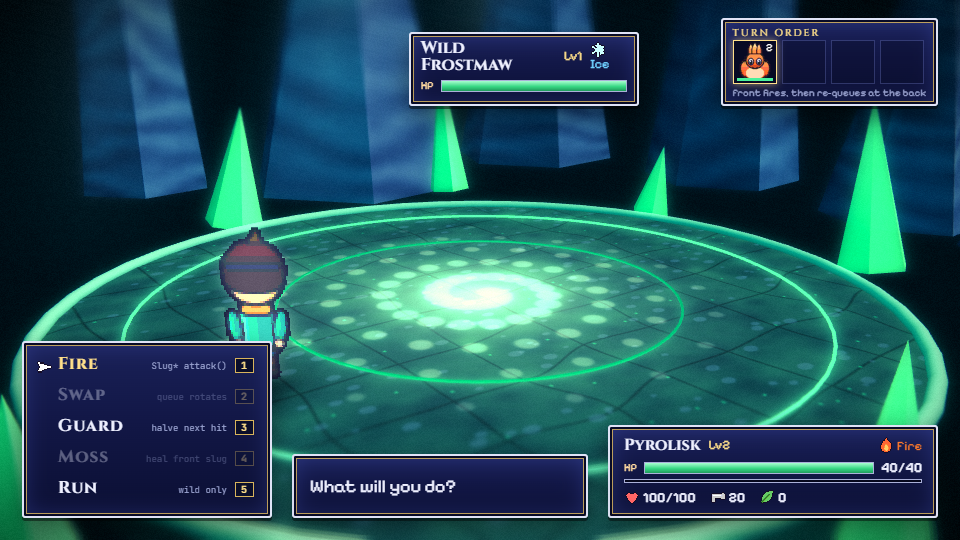 WILD
FROSTMAW
Lv1
Ice
HP
TURN ORDER
2
Front fires, then re-queues at the back
FIRE Slug* attack() 1
SWAP queue rotates 2
GUARD halve next hit 3
MOSS heal front slug 4
RUN wild only 5
What will you do?
PYROLISK Lv2 Fire
HP 40/40
100/100 20 0